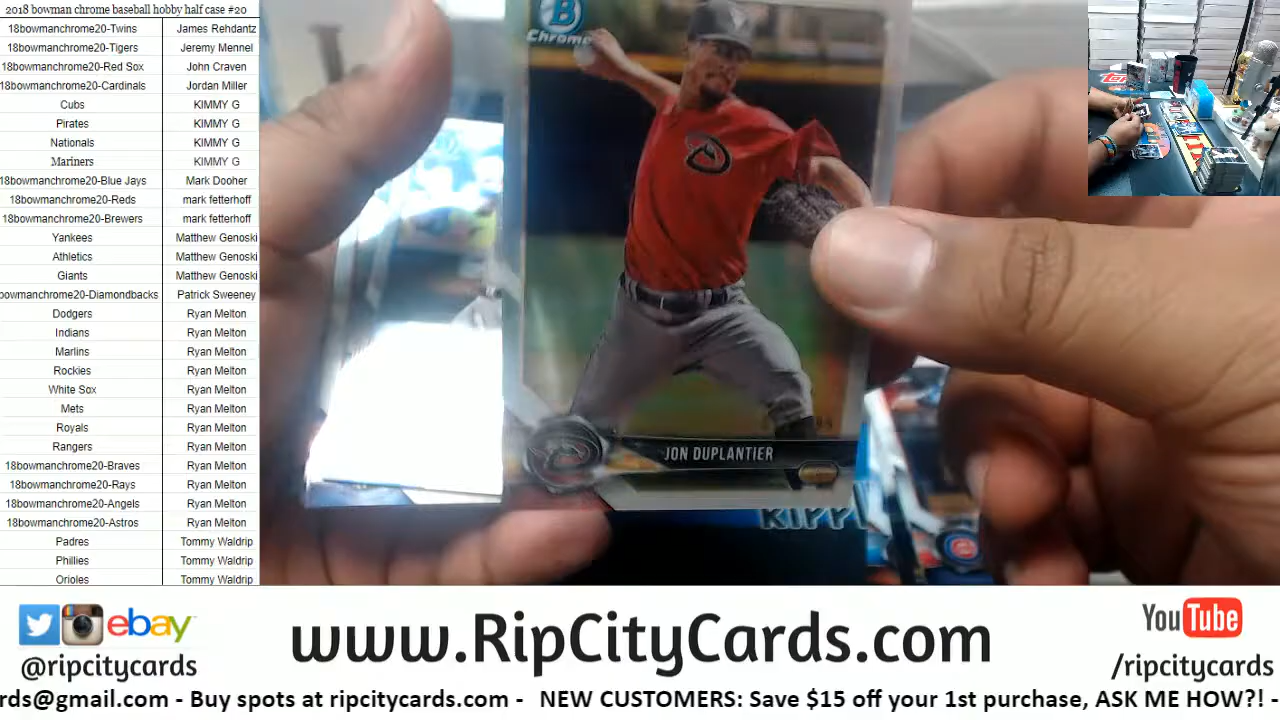 2018 bowman chrome baseball hobby half case #20
18bowmanchrome20-Twins James Rehdantz
18bowmanchrome20-Tigers Jeremy Mennel
18bowmanchrome20-Red Sox John Craven
18bowmanchrome20-Cardinals Jordan Miller
Cubs KIMMY G
Pirates KIMMY G
Nationals KIMMY G
Mariners KIMMY G
18bowmanchrome20-Blue Jays Mark Dooher
18bowmanchrome20-Reds mark fetterhoff
18bowmanchrome20-Brewers mark fetterhoff
Yankees Matthew Genoski
Athletics Matthew Genoski
Giants Matthew Genoski
bowmanchrome20-Diamondbacks Patrick Sweeney
Dodgers Ryan Melton
Indians Ryan Melton
Marlins Ryan Melton
Rockies Ryan Melton
White Sox Ryan Melton
Mets Ryan Melton
Royals Ryan Melton
Rangers Ryan Melton
18bowmanchrome20-Braves Ryan Melton
18bowmanchrome20-Rays Ryan Melton
18bowmanchrome20-Angels Ryan Melton
18bowmanchrome20-Astros Ryan Melton
Padres Tommy Waldrip
Phillies Tommy Waldrip
Orioles Tommy Waldrip
B
Chrome
JON DUPLANTIER
ebay
@ripcitycards
www.RipCityCards.com
YouTube
/ripcitycards
rds@gmail.com - Buy spots at ripcitycards.com - NEW CUSTOMERS: Save $15 off your 1st purchase, ASK ME HOW?! -